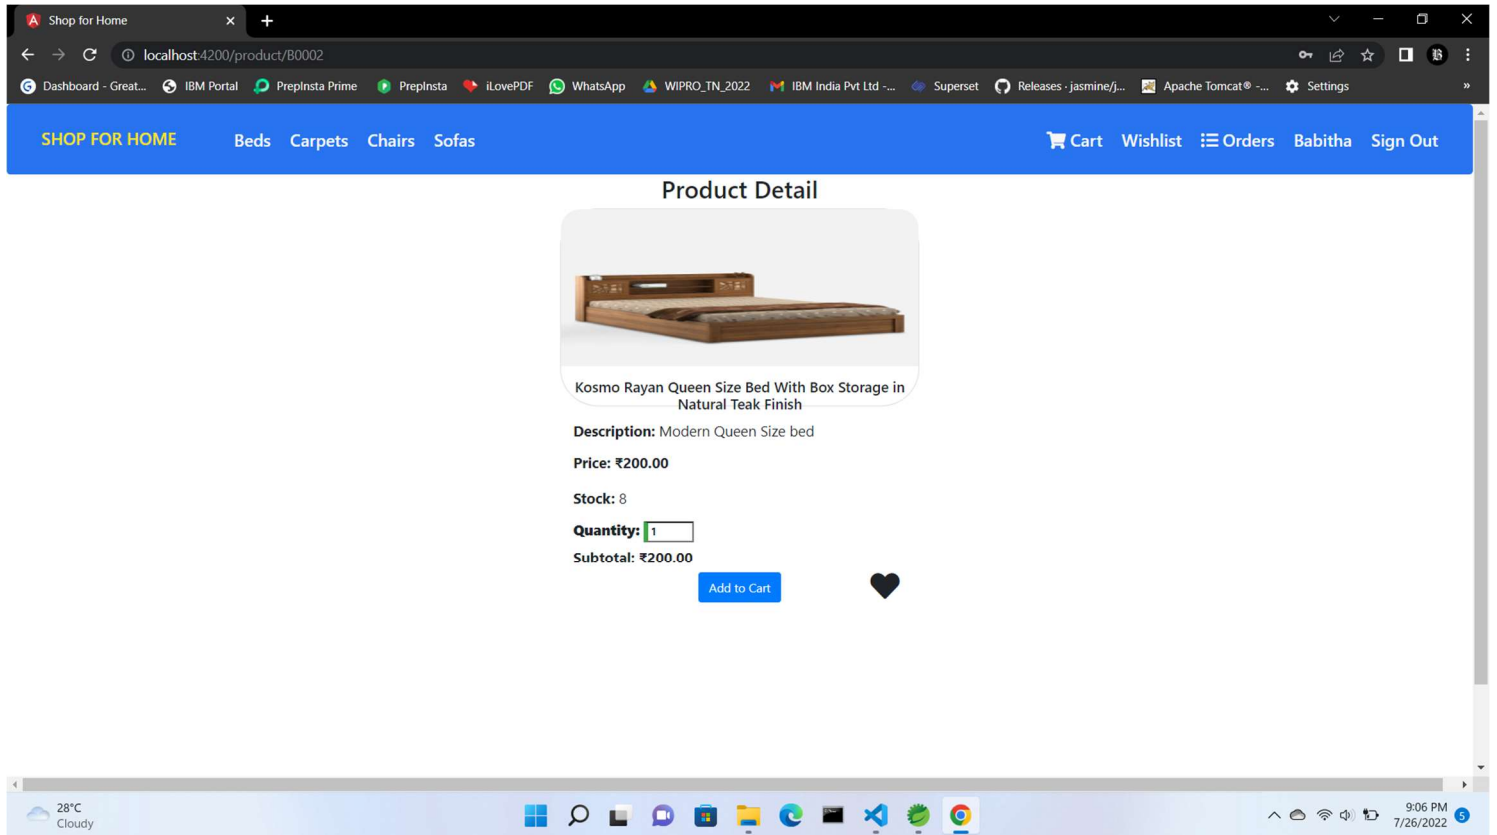 Shop for Home
localhost:4200/product/B0002
Dashboard - Great... IBM Portal PrepInsta Prime PrepInsta iLovePDF WhatsApp WIPRO_TN_2022 IBM India Pvt Ltd -... Superset Releases · jasmine/j... Apache Tomcat® -... Settings »
SHOP FOR HOME Beds Carpets Chairs Sofas Cart Wishlist Orders Babitha Sign Out
Product Detail
Kosmo Rayan Queen Size Bed With Box Storage in
Natural Teak Finish
Description: Modern Queen Size bed
Price: ₹200.00
Stock: 8
Quantity: 1
Subtotal: ₹200.00
Add to Cart
28°C
Cloudy
9:06 PM
7/26/2022 5